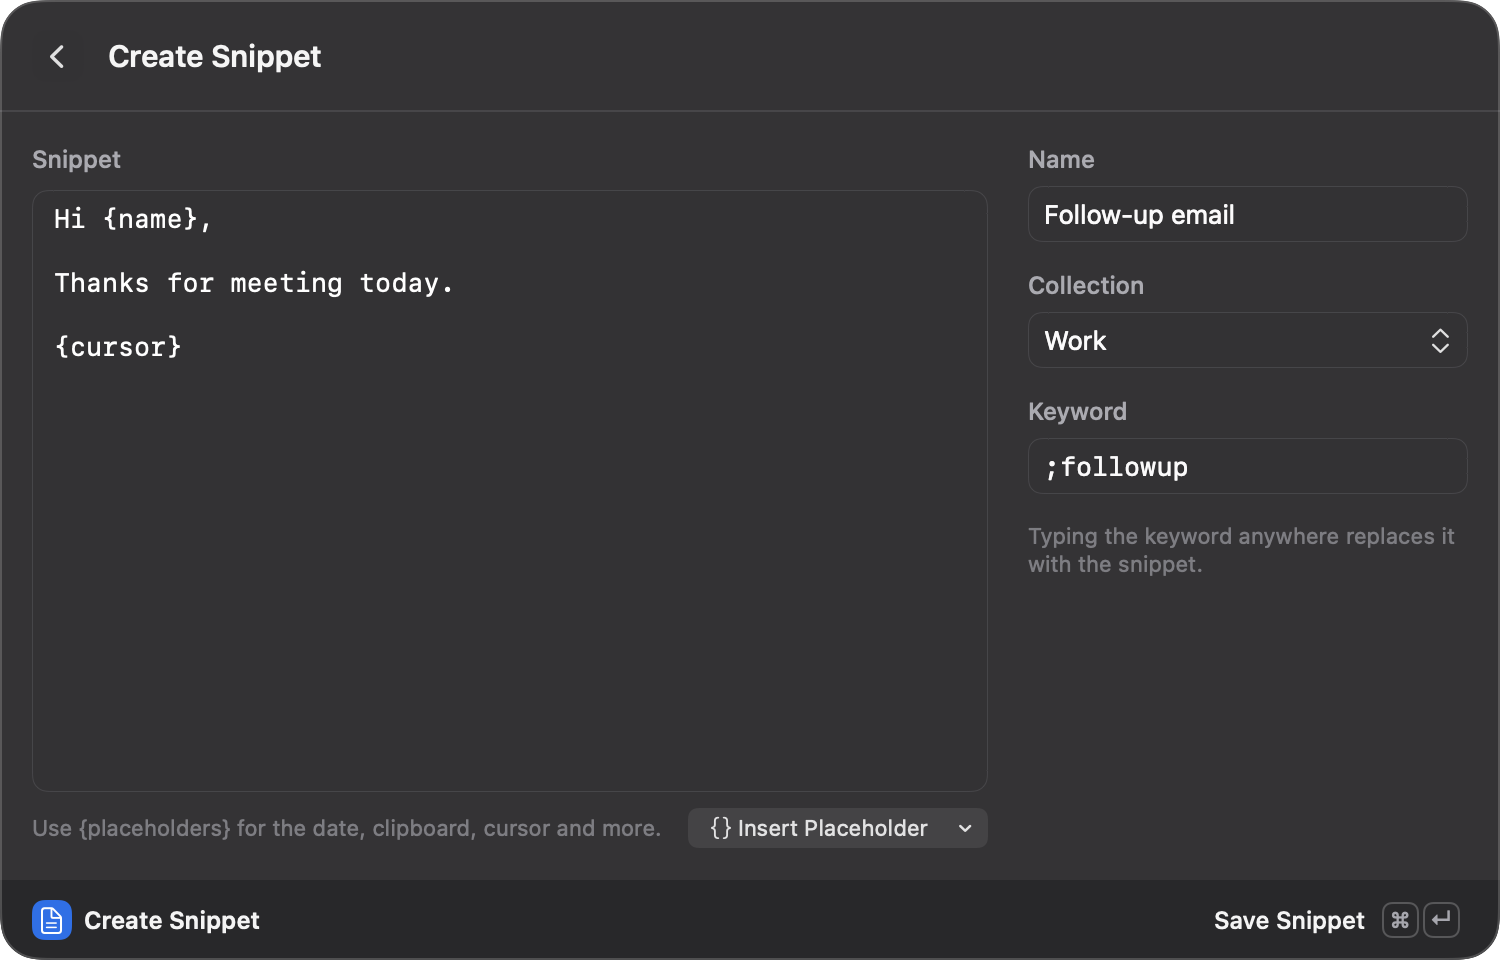 Create Snippet
Snippet
Hi {name},
Thanks for meeting today.
{cursor}
Use {placeholders} for the date, clipboard, cursor and more.
{} Insert Placeholder
Name
Follow-up email
Collection
Work
Keyword
;followup
Typing the keyword anywhere replaces it
with the snippet.
Create Snippet
Save Snippet ⌘ ↵